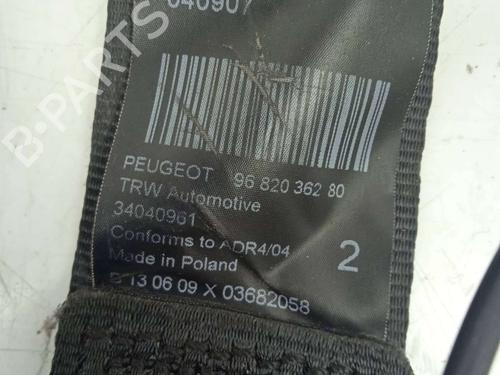 040907
PEUGEOT 96 820 362 80
TRW Automotive
34040961
Conforms to ADR4/04
Made in Poland
2
B 13 06 09 X 03682058
B-PARTS